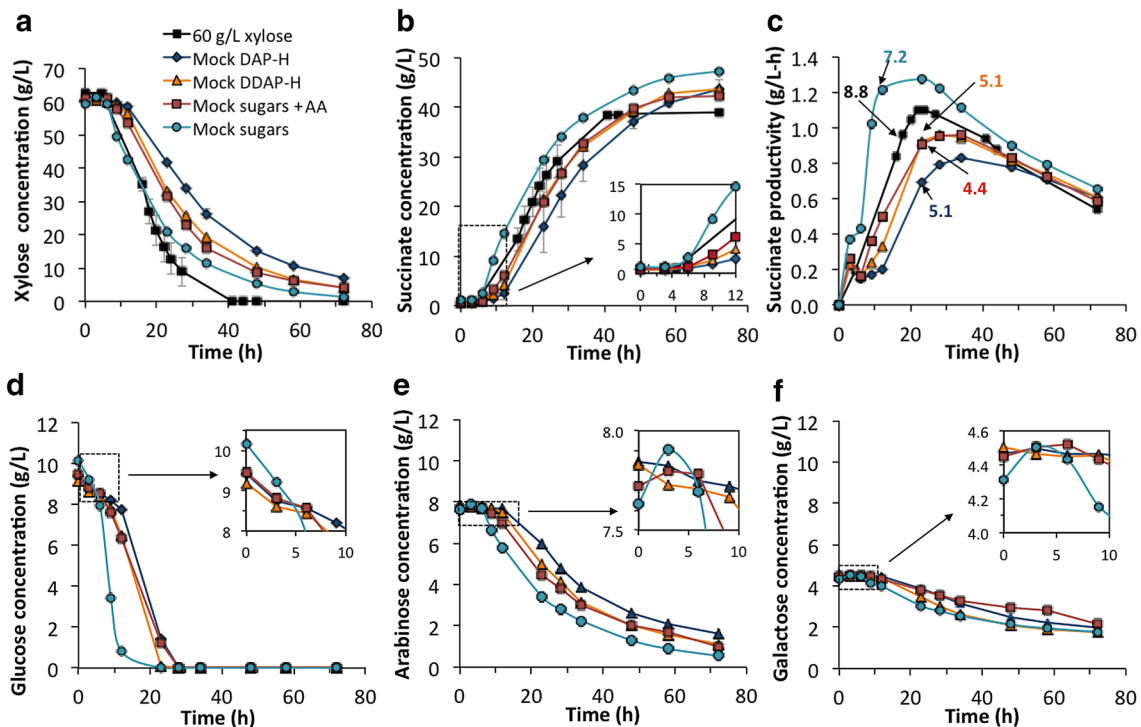 a
Xylose concentration (g/L)
70
60
50
40
30
20
10
0
0 20 40 60 80
Time (h)
60 g/L xylose
Mock DAP-H
Mock DDAP-H
Mock sugars +AA
Mock sugars
b
Succinate concentration (g/L)
50
40
30
20
10
0
0 20 40 60 80
Time (h)
15
10
5
0
0 4 8 12
c
Succinate productivity (g/L-h)
1.4
1.2
1.0
0.8
0.6
0.4
0.2
0.0
0 20 40 60 80
Time (h)
7.2
8.8
5.1
4.4
5.1
d
Glucose concentration (g/L)
12
10
8
6
4
2
0
0 20 40 60 80
Time (h)
10
9
8
0 5 10
e
Arabinose concentration (g/L)
12
10
8
6
4
2
0
0 20 40 60 80
Time (h)
8.0
7.5
0 5 10
f
Galactose concentration (g/L)
12
10
8
6
4
2
0
0 20 40 60 80
Time (h)
4.6
4.4
4.2
4.0
0 5 10